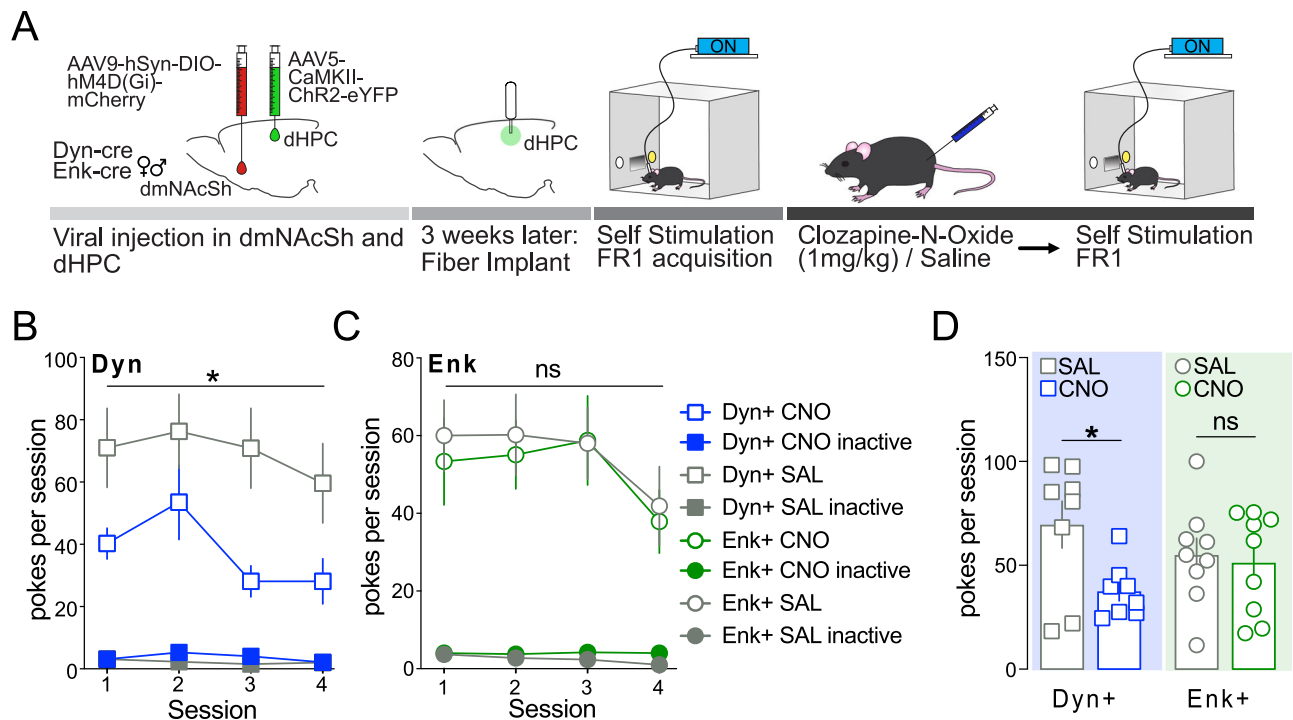 A
AAV9-hSyn-DIO-
hM4D(Gi)-
mCherry
AAV5-
CaMKII-
ChR2-eYFP
dHPC
Dyn-cre
Enk-cre
♀♂
dmNAcSh
dHPC
ON
ON
Viral injection in dmNAcSh and
dHPC
3 weeks later:
Fiber Implant
Self Stimulation
FR1 acquisition
Clozapine-N-Oxide
(1mg/kg) / Saline
Self Stimulation
FR1
B
Dyn
*
pokes per session
100
80
60
40
20
0
1 2 3 4
Session
C
Enk
ns
pokes per session
80
60
40
20
0
1 2 3 4
Session
Dyn+ CNO
Dyn+ CNO inactive
Dyn+ SAL
Dyn+ SAL inactive
Enk+ CNO
Enk+ CNO inactive
Enk+ SAL
Enk+ SAL inactive
D
pokes per session
150
100
50
0
SAL
CNO
*
SAL
CNO
ns
Dyn+ Enk+